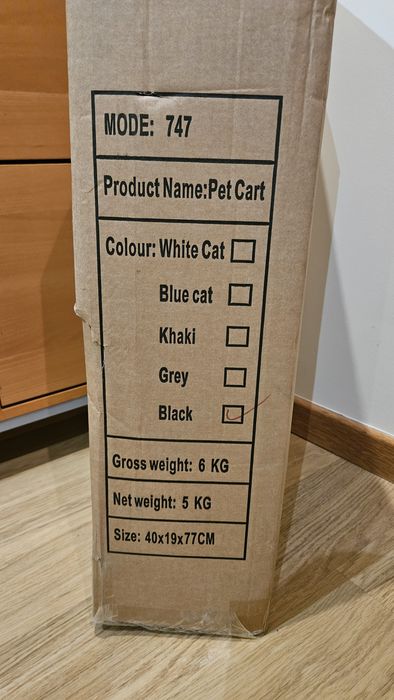 MODE: 747
Product Name:Pet Cart
Colour: White Cat
Blue cat
Khaki
Grey
Black
Gross weight: 6 KG
Net weight: 5 KG
Size: 40x19x77CM